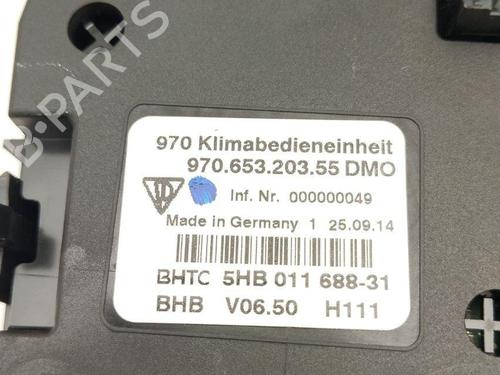 970 Klimabedieneinheit
970.653.203.55 DMO
Inf. Nr. 000000049
Made in Germany 1 25.09.14
BHTC 5HB 011 688-31
BHB V06.50 H111
B-PARTS